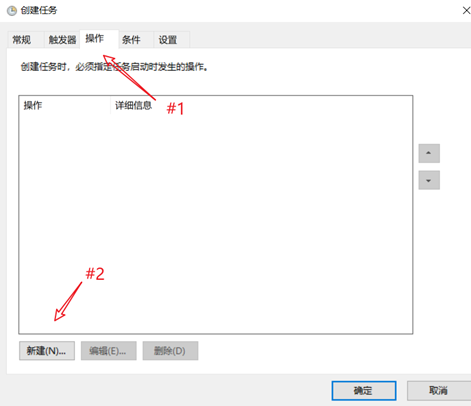 创建任务
常规 触发器 操作 条件 设置
创建任务时，必须指定任务启动时发生的操作。
操作 详细信息
#1
#2
新建(N)... 编辑(E)... 删除(D)
确定 取消